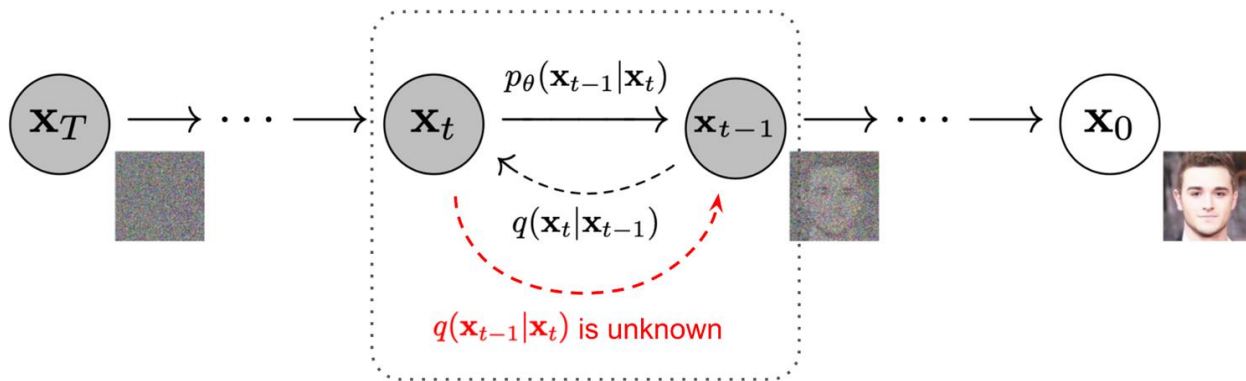 p_θ(𝐱_{t−1}|𝐱_t)
𝐱_T ⟶ ⋯ ⟶ 𝐱_t ⟶ 𝐱_{t−1} ⟶ ⋯ ⟶ 𝐱_0
q(𝐱_t|𝐱_{t−1})
q(𝐱_{t−1}|𝐱_t) is unknown